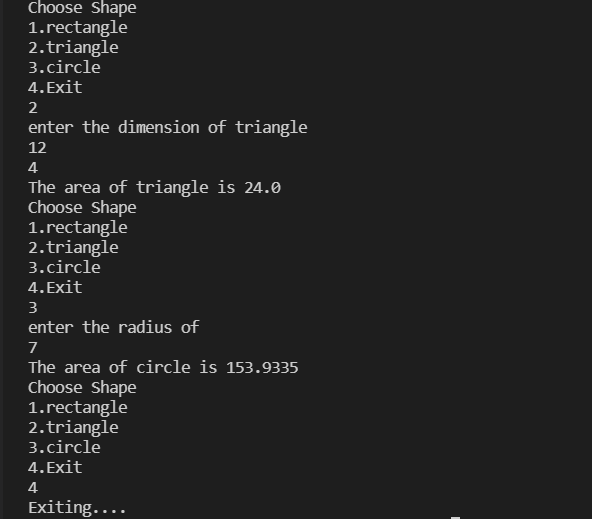 Choose Shape
1.rectangle
2.triangle
3.circle
4.Exit
2
enter the dimension of triangle
12
4
The area of triangle is 24.0
Choose Shape
1.rectangle
2.triangle
3.circle
4.Exit
3
enter the radius of
7
The area of circle is 153.9335
Choose Shape
1.rectangle
2.triangle
3.circle
4.Exit
4
Exiting....